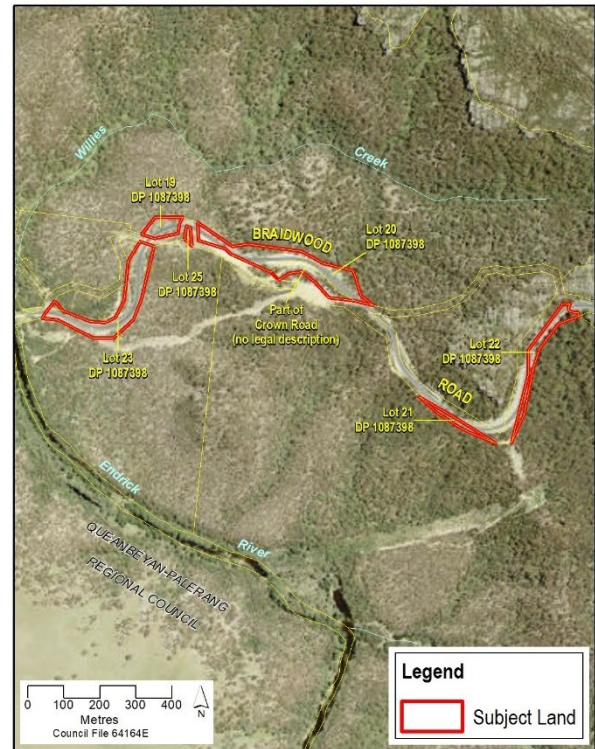 Willies
Creek
Lot 19
DP 1087398
BRAIDWOOD
Lot 20
DP 1087398
Lot 25
DP 1087398
Part of
Crown Road
(no legal description)
Lot 23
DP 1087398
Lot 22
DP 1087398
ROAD
Lot 21
DP 1087398
Endrick
River
QUEANBEYAN-PALERANG
REGIONAL COUNCIL
0 100 200 300 400
Metres
N
Council File 64164E
Legend
Subject Land